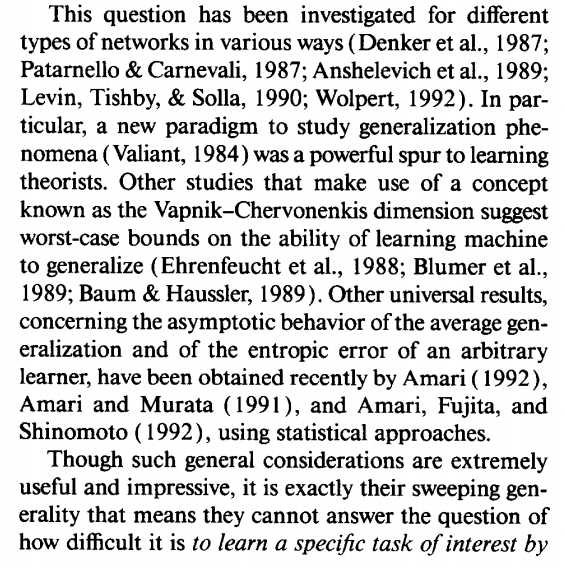 This question has been investigated for different
types of networks in various ways (Denker et al., 1987;
Patarnello & Carnevali, 1987; Anshelevich et al., 1989;
Levin, Tishby, & Solla, 1990; Wolpert, 1992). In par-
ticular, a new paradigm to study generalization phe-
nomena (Valiant, 1984) was a powerful spur to learning
theorists. Other studies that make use of a concept
known as the Vapnik–Chervonenkis dimension suggest
worst-case bounds on the ability of learning machine
to generalize (Ehrenfeucht et al., 1988; Blumer et al.,
1989; Baum & Haussler, 1989). Other universal results,
concerning the asymptotic behavior of the average gen-
eralization and of the entropic error of an arbitrary
learner, have been obtained recently by Amari (1992),
Amari and Murata (1991), and Amari, Fujita, and
Shinomoto (1992), using statistical approaches.
Though such general considerations are extremely
useful and impressive, it is exactly their sweeping gen-
erality that means they cannot answer the question of
how difficult it is to learn a specific task of interest by